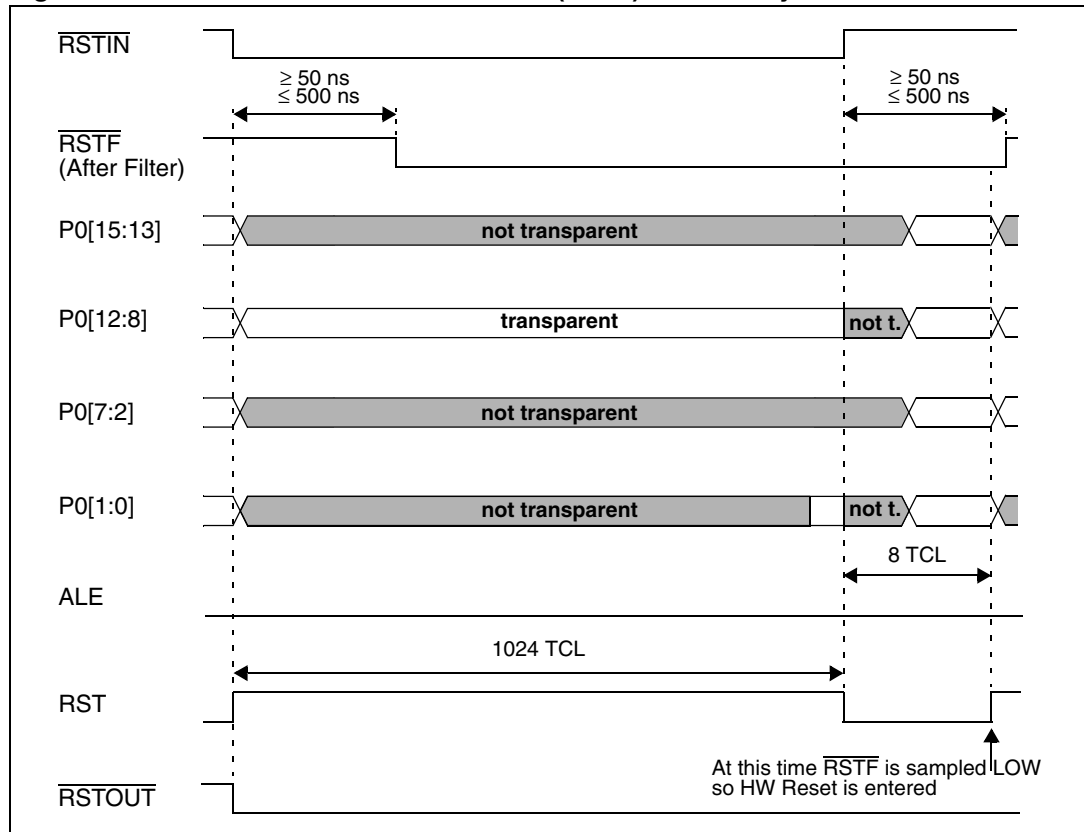 RSTIN
≥ 50 ns
≤ 500 ns
≥ 50 ns
≤ 500 ns
RSTF
(After Filter)
P0[15:13]
not transparent
P0[12:8]
transparent
not t.
P0[7:2]
not transparent
P0[1:0]
not transparent
not t.
8 TCL
ALE
1024 TCL
RST
At this time RSTF is sampled LOW
so HW Reset is entered
RSTOUT